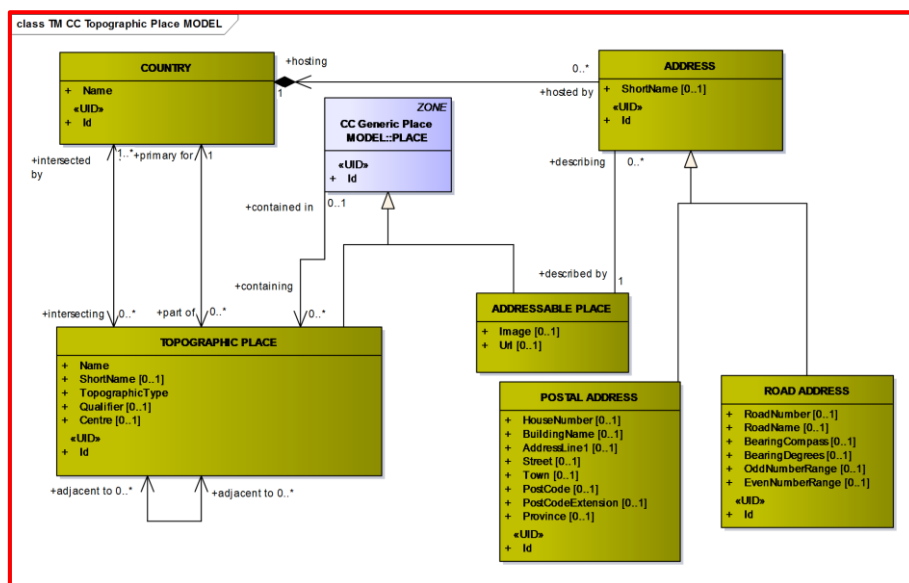 class TM CC Topographic Place MODEL
COUNTRY
+ Name
«UID»
+ Id
+hosting
1
0..*
+hosted by
ADDRESS
+ ShortName [0..1]
«UID»
+ Id
ZONE
CC Generic Place
MODEL::PLACE
«UID»
+ Id
+intersected
by
1..*
+primary for
1
+describing
0..*
+contained in
0..1
+containing
0..*
+described by
1
+intersecting
0..*
+part of
0..*
ADDRESSABLE PLACE
+ Image [0..1]
+ Url [0..1]
TOPOGRAPHIC PLACE
+ Name
+ ShortName [0..1]
+ TopographicType
+ Qualifier [0..1]
+ Centre [0..1]
«UID»
+ Id
+adjacent to 0..*
+adjacent to 0..*
POSTAL ADDRESS
+ HouseNumber [0..1]
+ BuildingName [0..1]
+ AddressLine1 [0..1]
+ Street [0..1]
+ Town [0..1]
+ PostCode [0..1]
+ PostCodeExtension [0..1]
+ Province [0..1]
«UID»
+ Id
ROAD ADDRESS
+ RoadNumber [0..1]
+ RoadName [0..1]
+ BearingCompass [0..1]
+ BearingDegrees [0..1]
+ OddNumberRange [0..1]
+ EvenNumberRange [0..1]
«UID»
+ Id